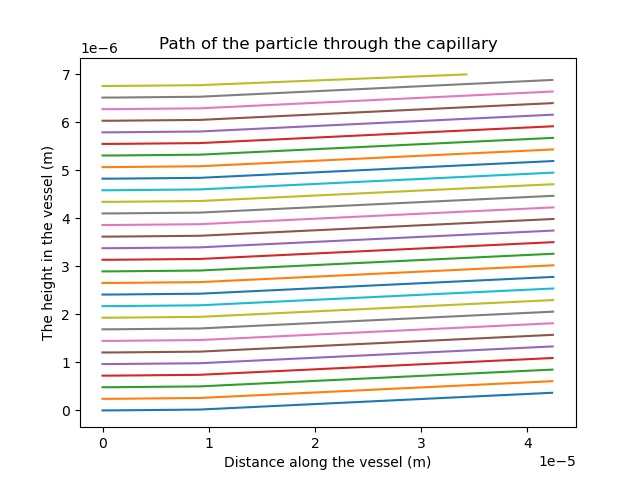 Path of the particle through the capillary
1e−6
7
6
5
4
3
2
1
0
The height in the vessel (m)
0 1 2 3 4
1e−5
Distance along the vessel (m)